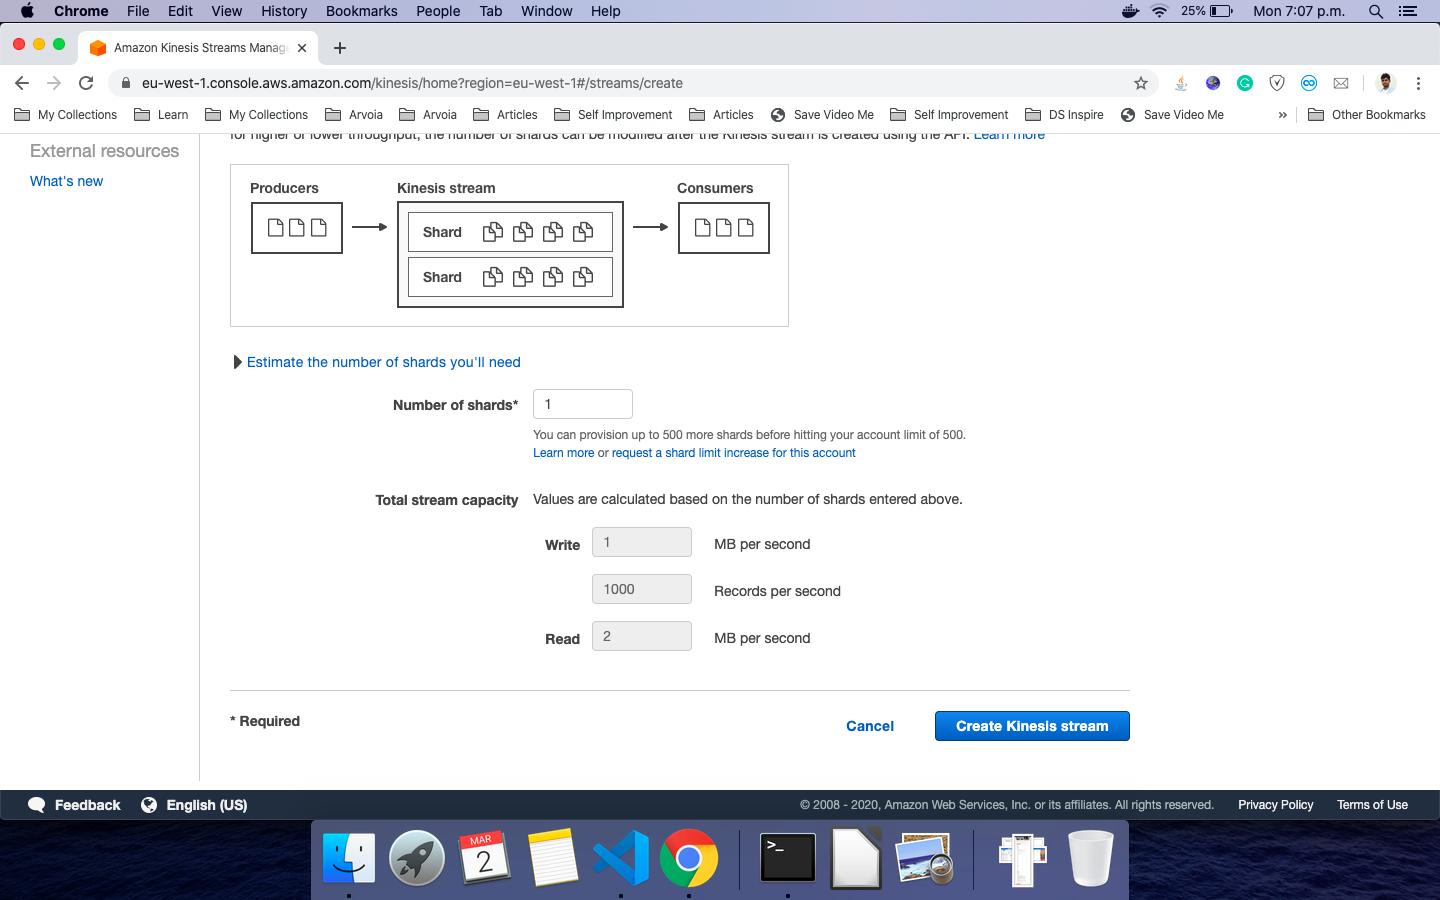 Chrome File Edit View History Bookmarks People Tab Window Help 25% Mon 7:07 p.m.
Amazon Kinesis Streams Manag
eu-west-1.console.aws.amazon.com/kinesis/home?region=eu-west-1#/streams/create
My Collections Learn My Collections Arvoia Arvoia Articles Self Improvement Articles Save Video Me Self Improvement DS Inspire Save Video Me » Other Bookmarks
for higher or lower throughput, the number of shards can be modified after the Kinesis stream is created using the API. Learn more
External resources
What's new
Producers Kinesis stream Consumers
Shard
Shard
Estimate the number of shards you'll need
Number of shards* 1
You can provision up to 500 more shards before hitting your account limit of 500.
Learn more or request a shard limit increase for this account
Total stream capacity Values are calculated based on the number of shards entered above.
Write 1 MB per second
1000 Records per second
Read 2 MB per second
* Required
Cancel Create Kinesis stream
Feedback English (US) © 2008 - 2020, Amazon Web Services, Inc. or its affiliates. All rights reserved. Privacy Policy Terms of Use
MAR
2
>_